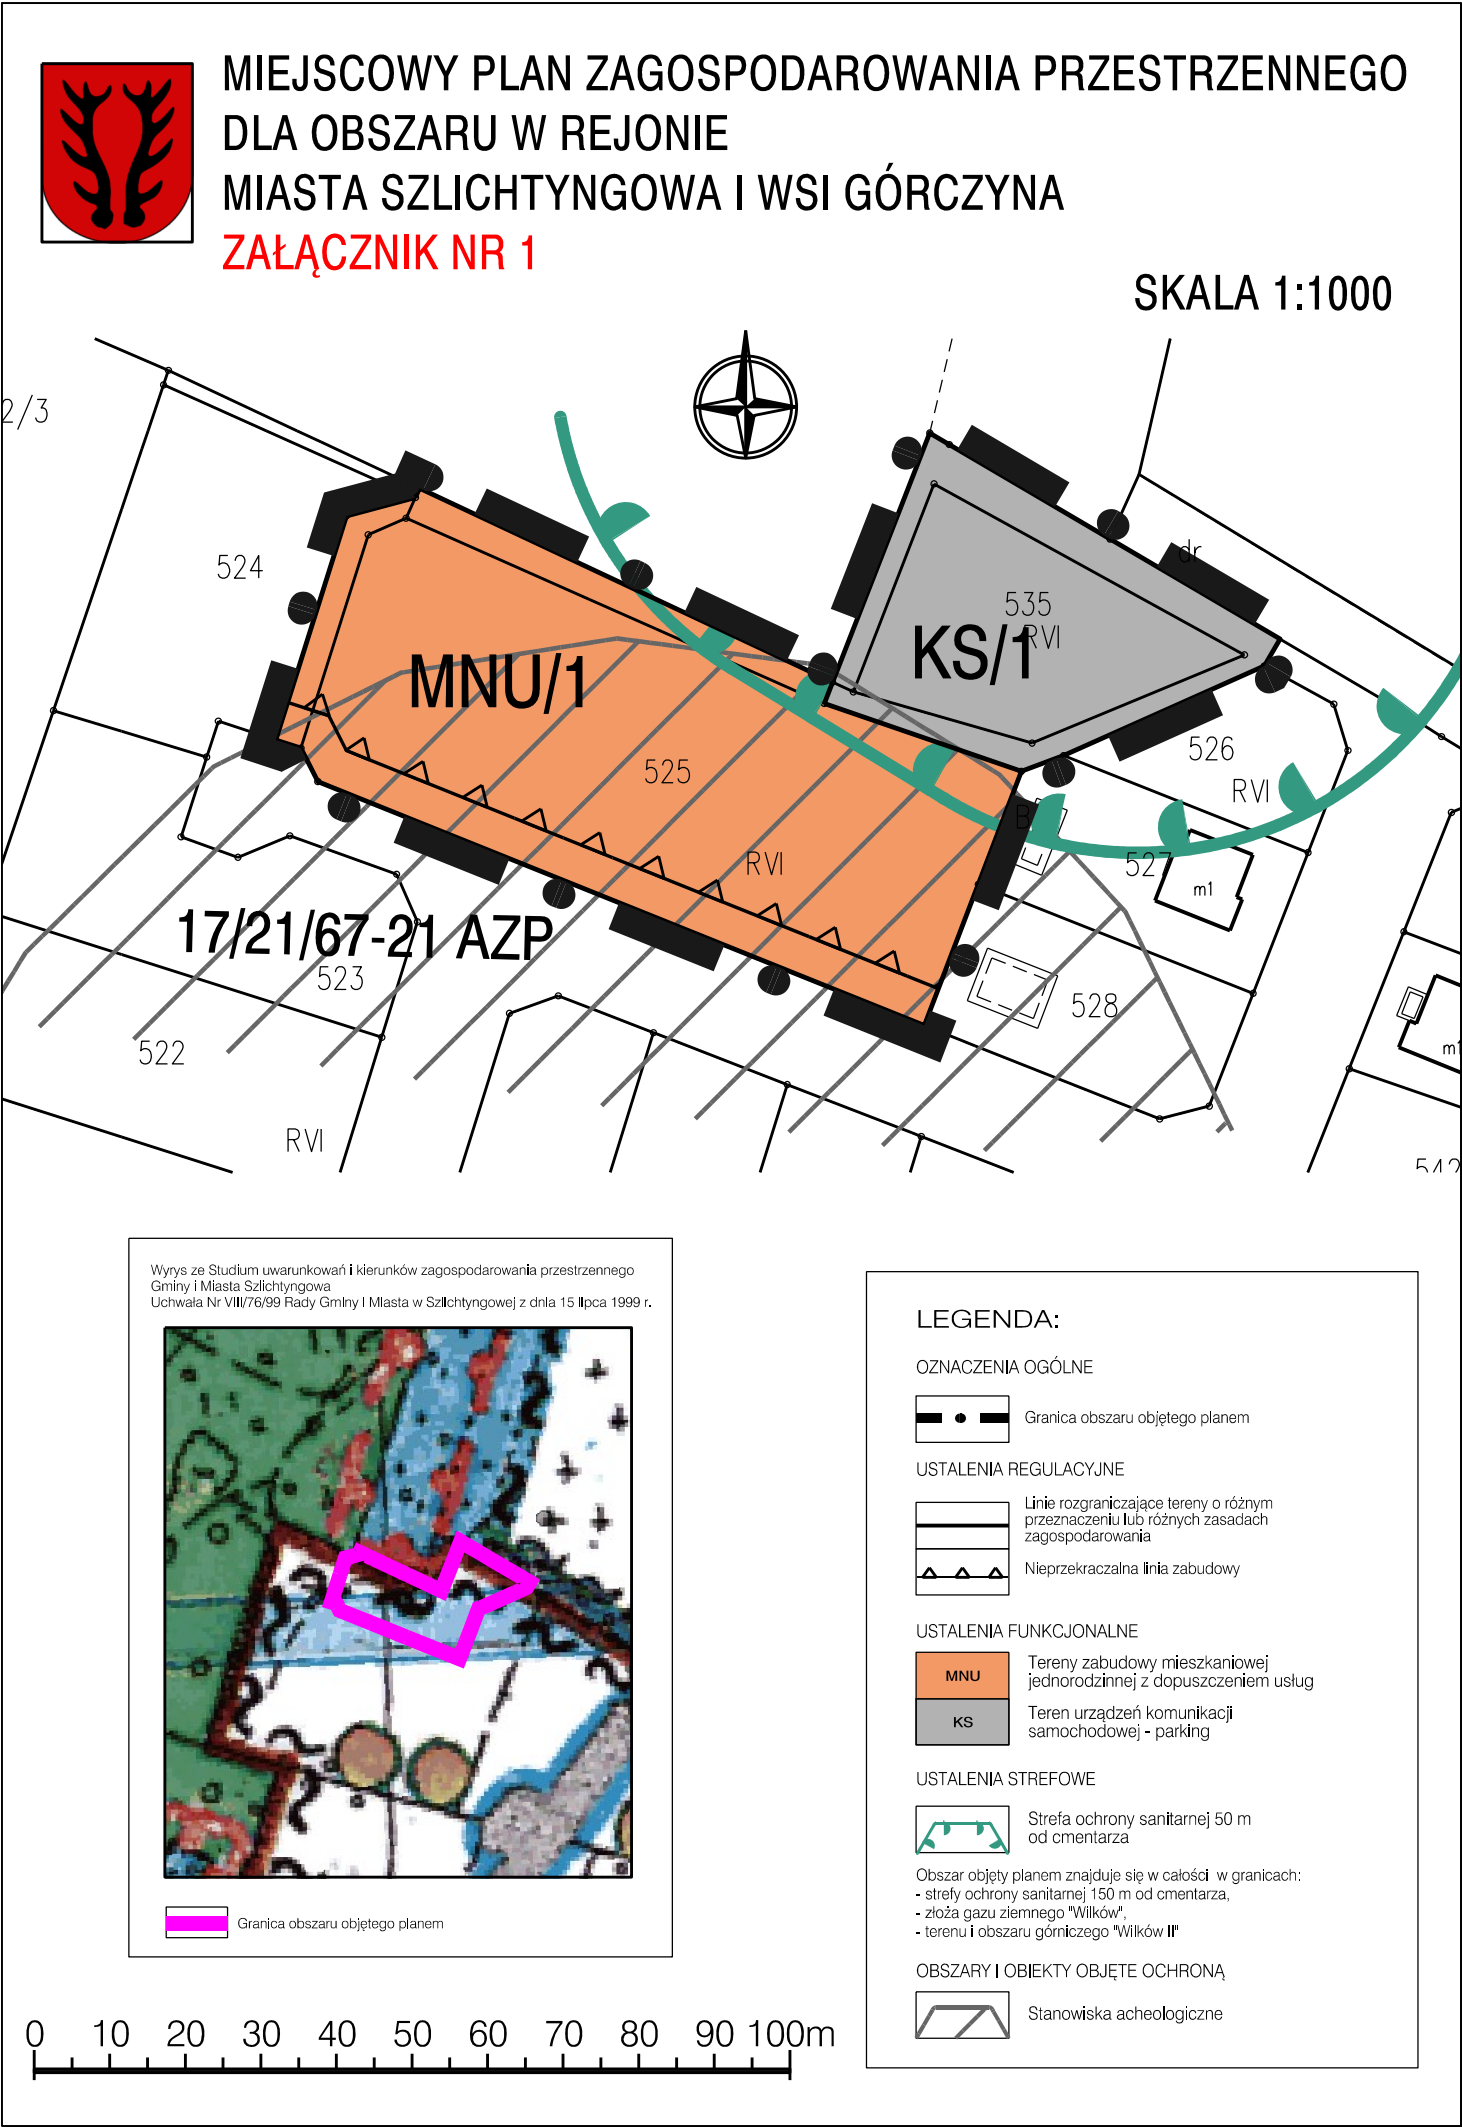 MIEJSCOWY PLAN ZAGOSPODAROWANIA PRZESTRZENNEGO
DLA OBSZARU W REJONIE
MIASTA SZLICHTYNGOWA I WSI GÓRCZYNA
ZAŁĄCZNIK NR 1
SKALA 1:1000
2/3
524
dr
535
RVI
KS/1
MNU/1
525
526
RVI
B
RVI
527
m1
17/21/67-21 AZP
523
528
522
m1
RVI
542
Wyrys ze Studium uwarunkowań i kierunków zagospodarowania przestrzennego
Gminy i Miasta Szlichtyngowa
Uchwała Nr VIII/76/99 Rady Gminy i Miasta w Szlichtyngowej z dnia 15 lipca 1999 r.
Granica obszaru objętego planem
LEGENDA:
OZNACZENIA OGÓLNE
Granica obszaru objętego planem
USTALENIA REGULACYJNE
Linie rozgraniczające tereny o różnym
przeznaczeniu lub różnych zasadach
zagospodarowania
Nieprzekraczalna linia zabudowy
USTALENIA FUNKCJONALNE
MNU
Tereny zabudowy mieszkaniowej
jednorodzinnej z dopuszczeniem usług
KS
Teren urządzeń komunikacji
samochodowej - parking
USTALENIA STREFOWE
Strefa ochrony sanitarnej 50 m
od cmentarza
Obszar objęty planem znajduje się w całości w granicach:
- strefy ochrony sanitarnej 150 m od cmentarza,
- złoża gazu ziemnego "Wilków",
- terenu i obszaru górniczego "Wilków II"
OBSZARY I OBIEKTY OBJĘTE OCHRONĄ
Stanowiska acheologiczne
0 10 20 30 40 50 60 70 80 90 100m